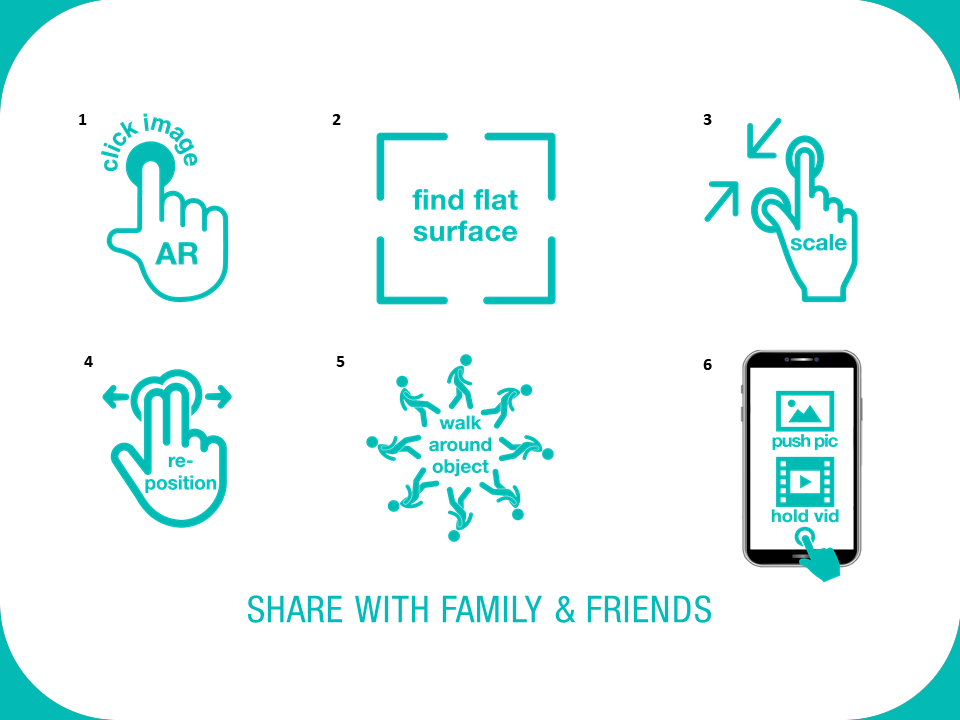 1
click image
AR
2
find flat
surface
3
scale
4
re-
position
5
walk
around
object
6
push pic
hold vid
SHARE WITH FAMILY & FRIENDS